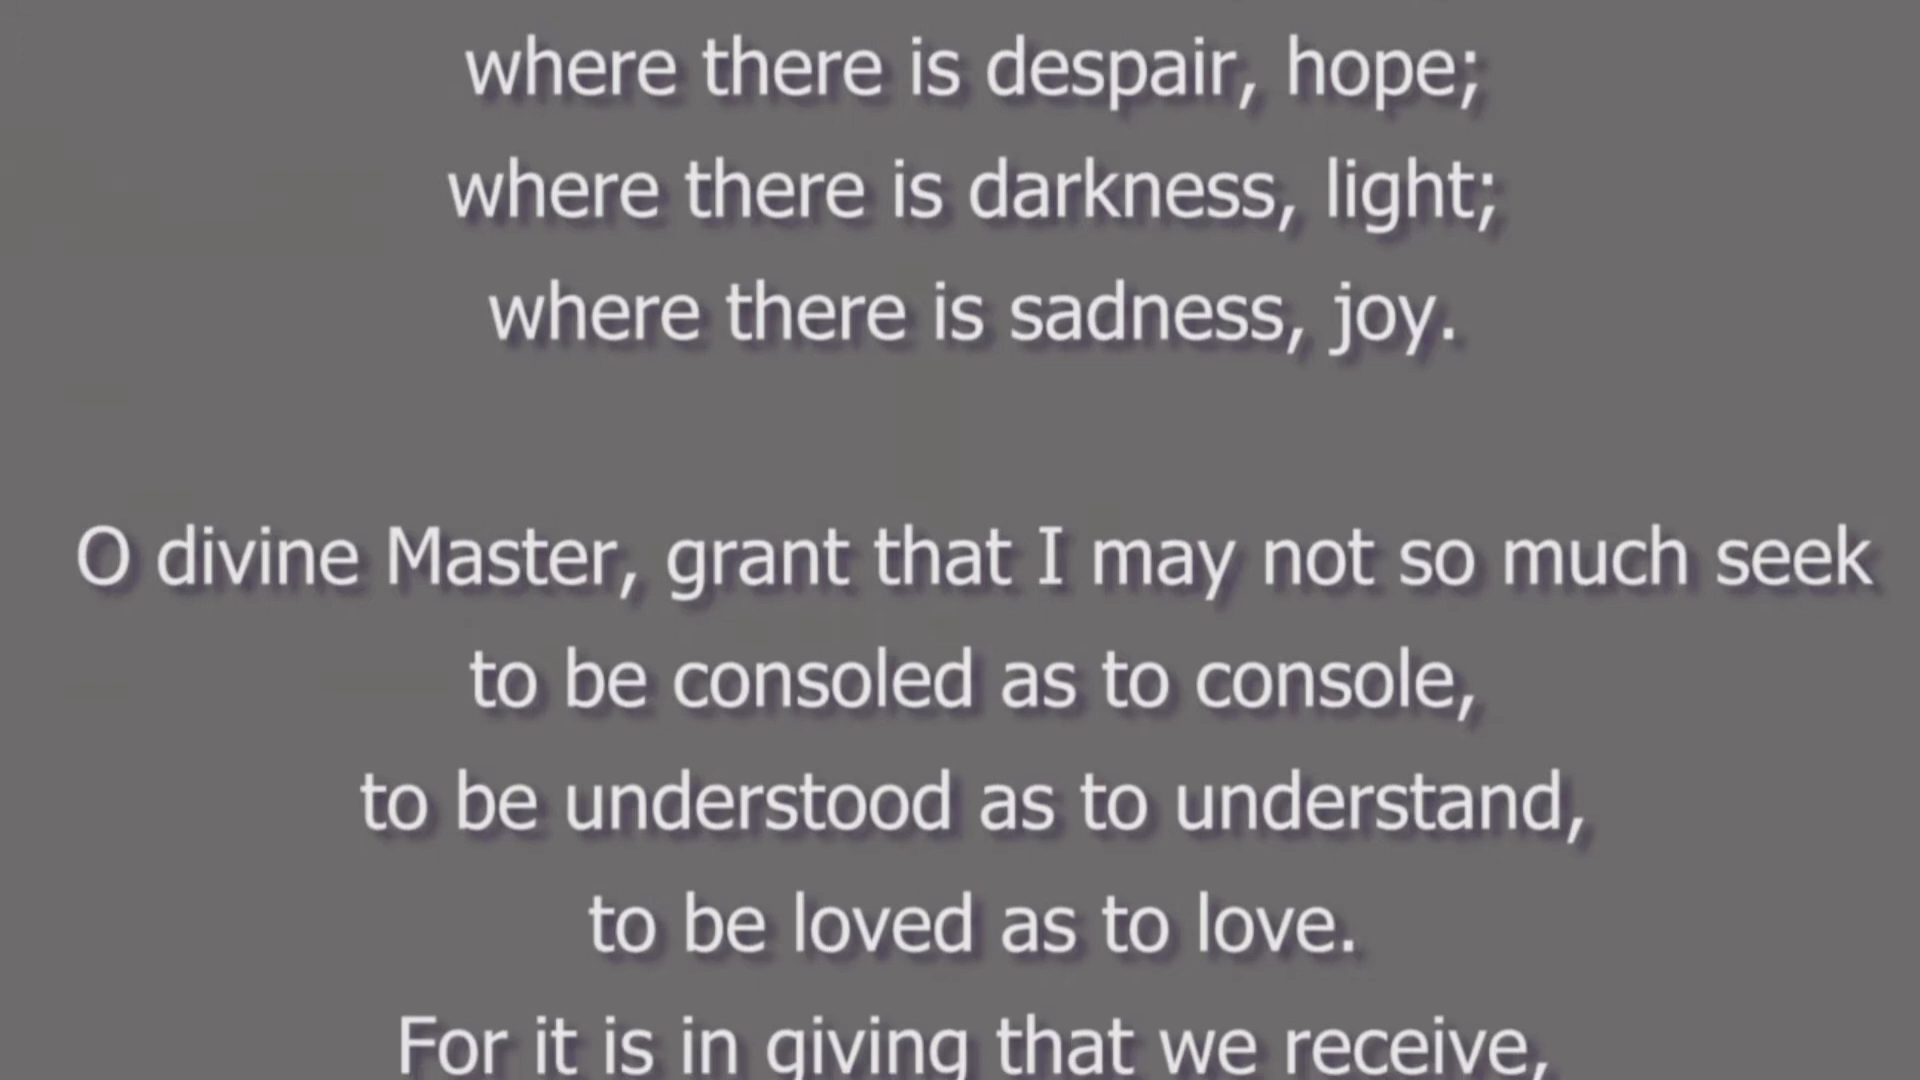 where there is despair, hope;
where there is darkness, light;
where there is sadness, joy.
O divine Master, grant that I may not so much seek
to be consoled as to console,
to be understood as to understand,
to be loved as to love.
For it is in giving that we receive,